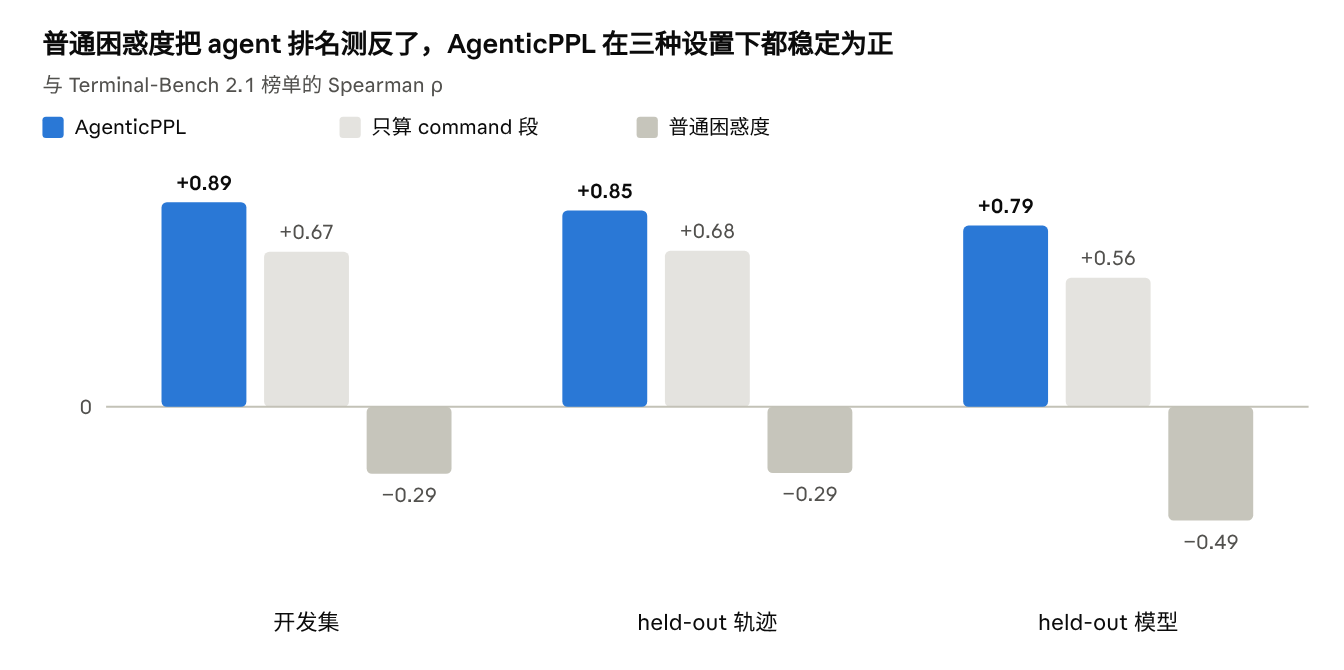 普通困惑度把 agent 排名测反了，AgenticPPL 在三种设置下都稳定为正
与 Terminal-Bench 2.1 榜单的 Spearman ρ
AgenticPPL 只算 command 段 普通困惑度
+0.89 +0.67 +0.85 +0.68 +0.79 +0.56
0
−0.29 −0.29 −0.49
开发集 held-out 轨迹 held-out 模型